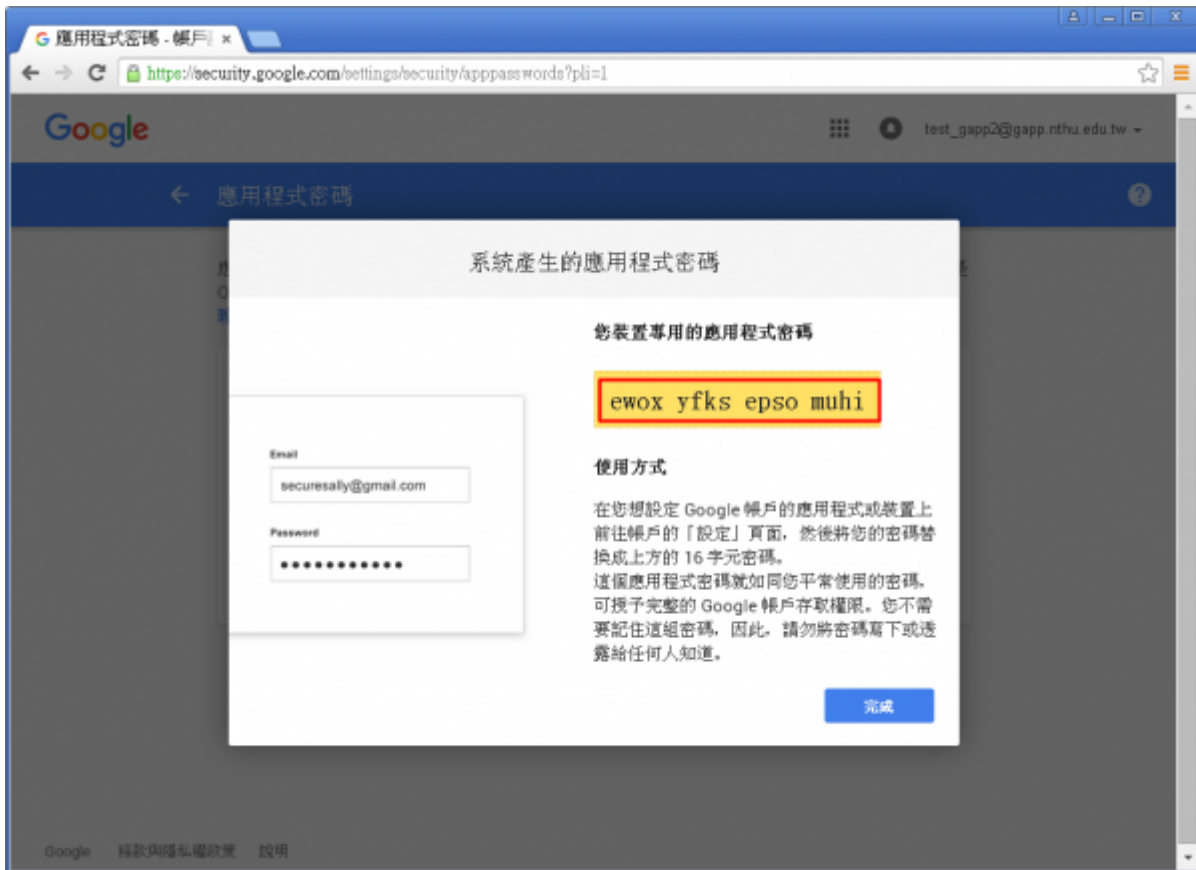 應用程式密碼 - 帳戶
https://security.google.com/settings/security/apppasswords?pli=1
Google
test_gapp2@gapp.nthu.edu.tw
應用程式密碼
系統產生的應用程式密碼
您裝置專用的應用程式密碼
ewox yfks epso muhi
Email
securesally@gmail.com
Password
使用方式
在您想設定 Google 帳戶的應用程式或裝置上
前往帳戶的「設定」頁面，然後將您的密碼替
換成上方的 16 字元密碼。
這個應用程式密碼就如同您平常使用的密碼，
可授予完整的 Google 帳戶存取權限。您不需
要記住這組密碼，因此，請勿將密碼寫下或透
露給任何人知道。
完成
Google 條款與隱私權政策 說明